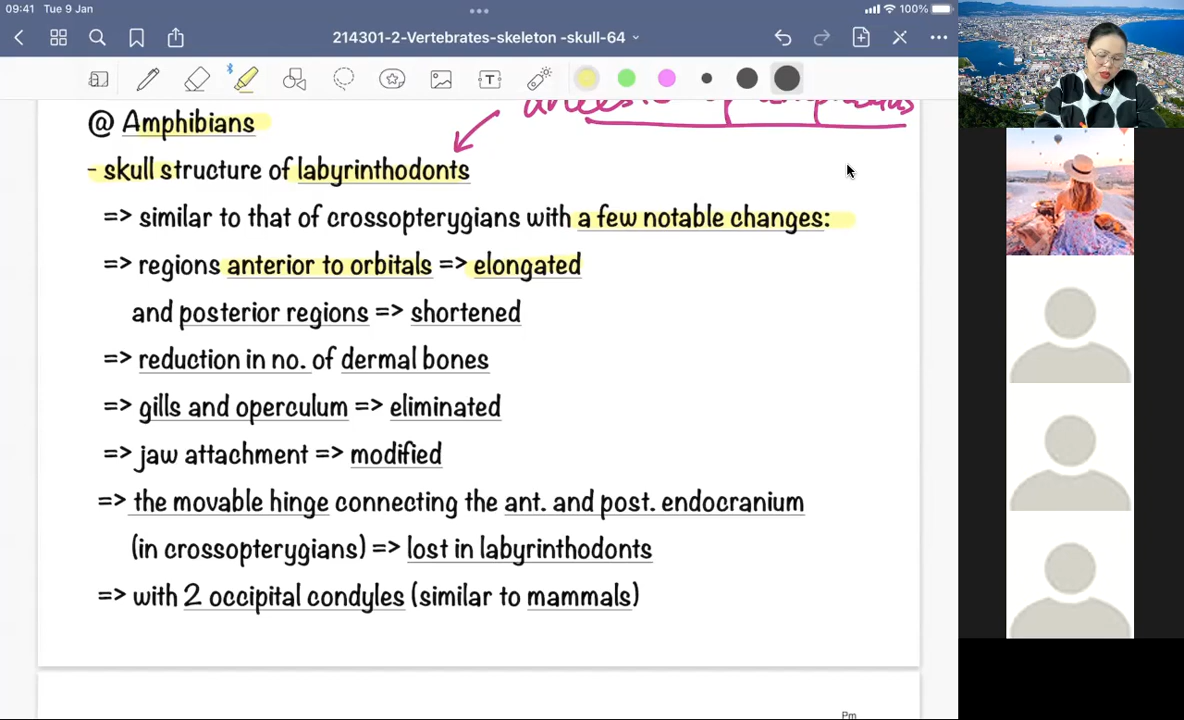 09:41 Tue 9 Jan
100%
214301-2-Vertebrates-skeleton -skull-64
T
@ Amphibians
- skull structure of labyrinthodonts
=> similar to that of crossopterygians with a few notable changes:
=> regions anterior to orbitals => elongated
and posterior regions => shortened
=> reduction in no. of dermal bones
=> gills and operculum => eliminated
=> jaw attachment => modified
=> the movable hinge connecting the ant. and post. endocranium
(in crossopterygians) => lost in labyrinthodonts
=> with 2 occipital condyles (similar to mammals)
Pm